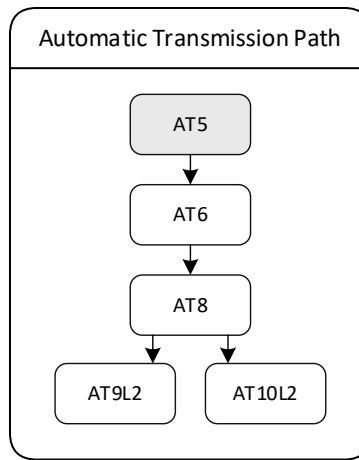 Automatic Transmission Path
AT5
AT6
AT8
AT9L2
AT10L2